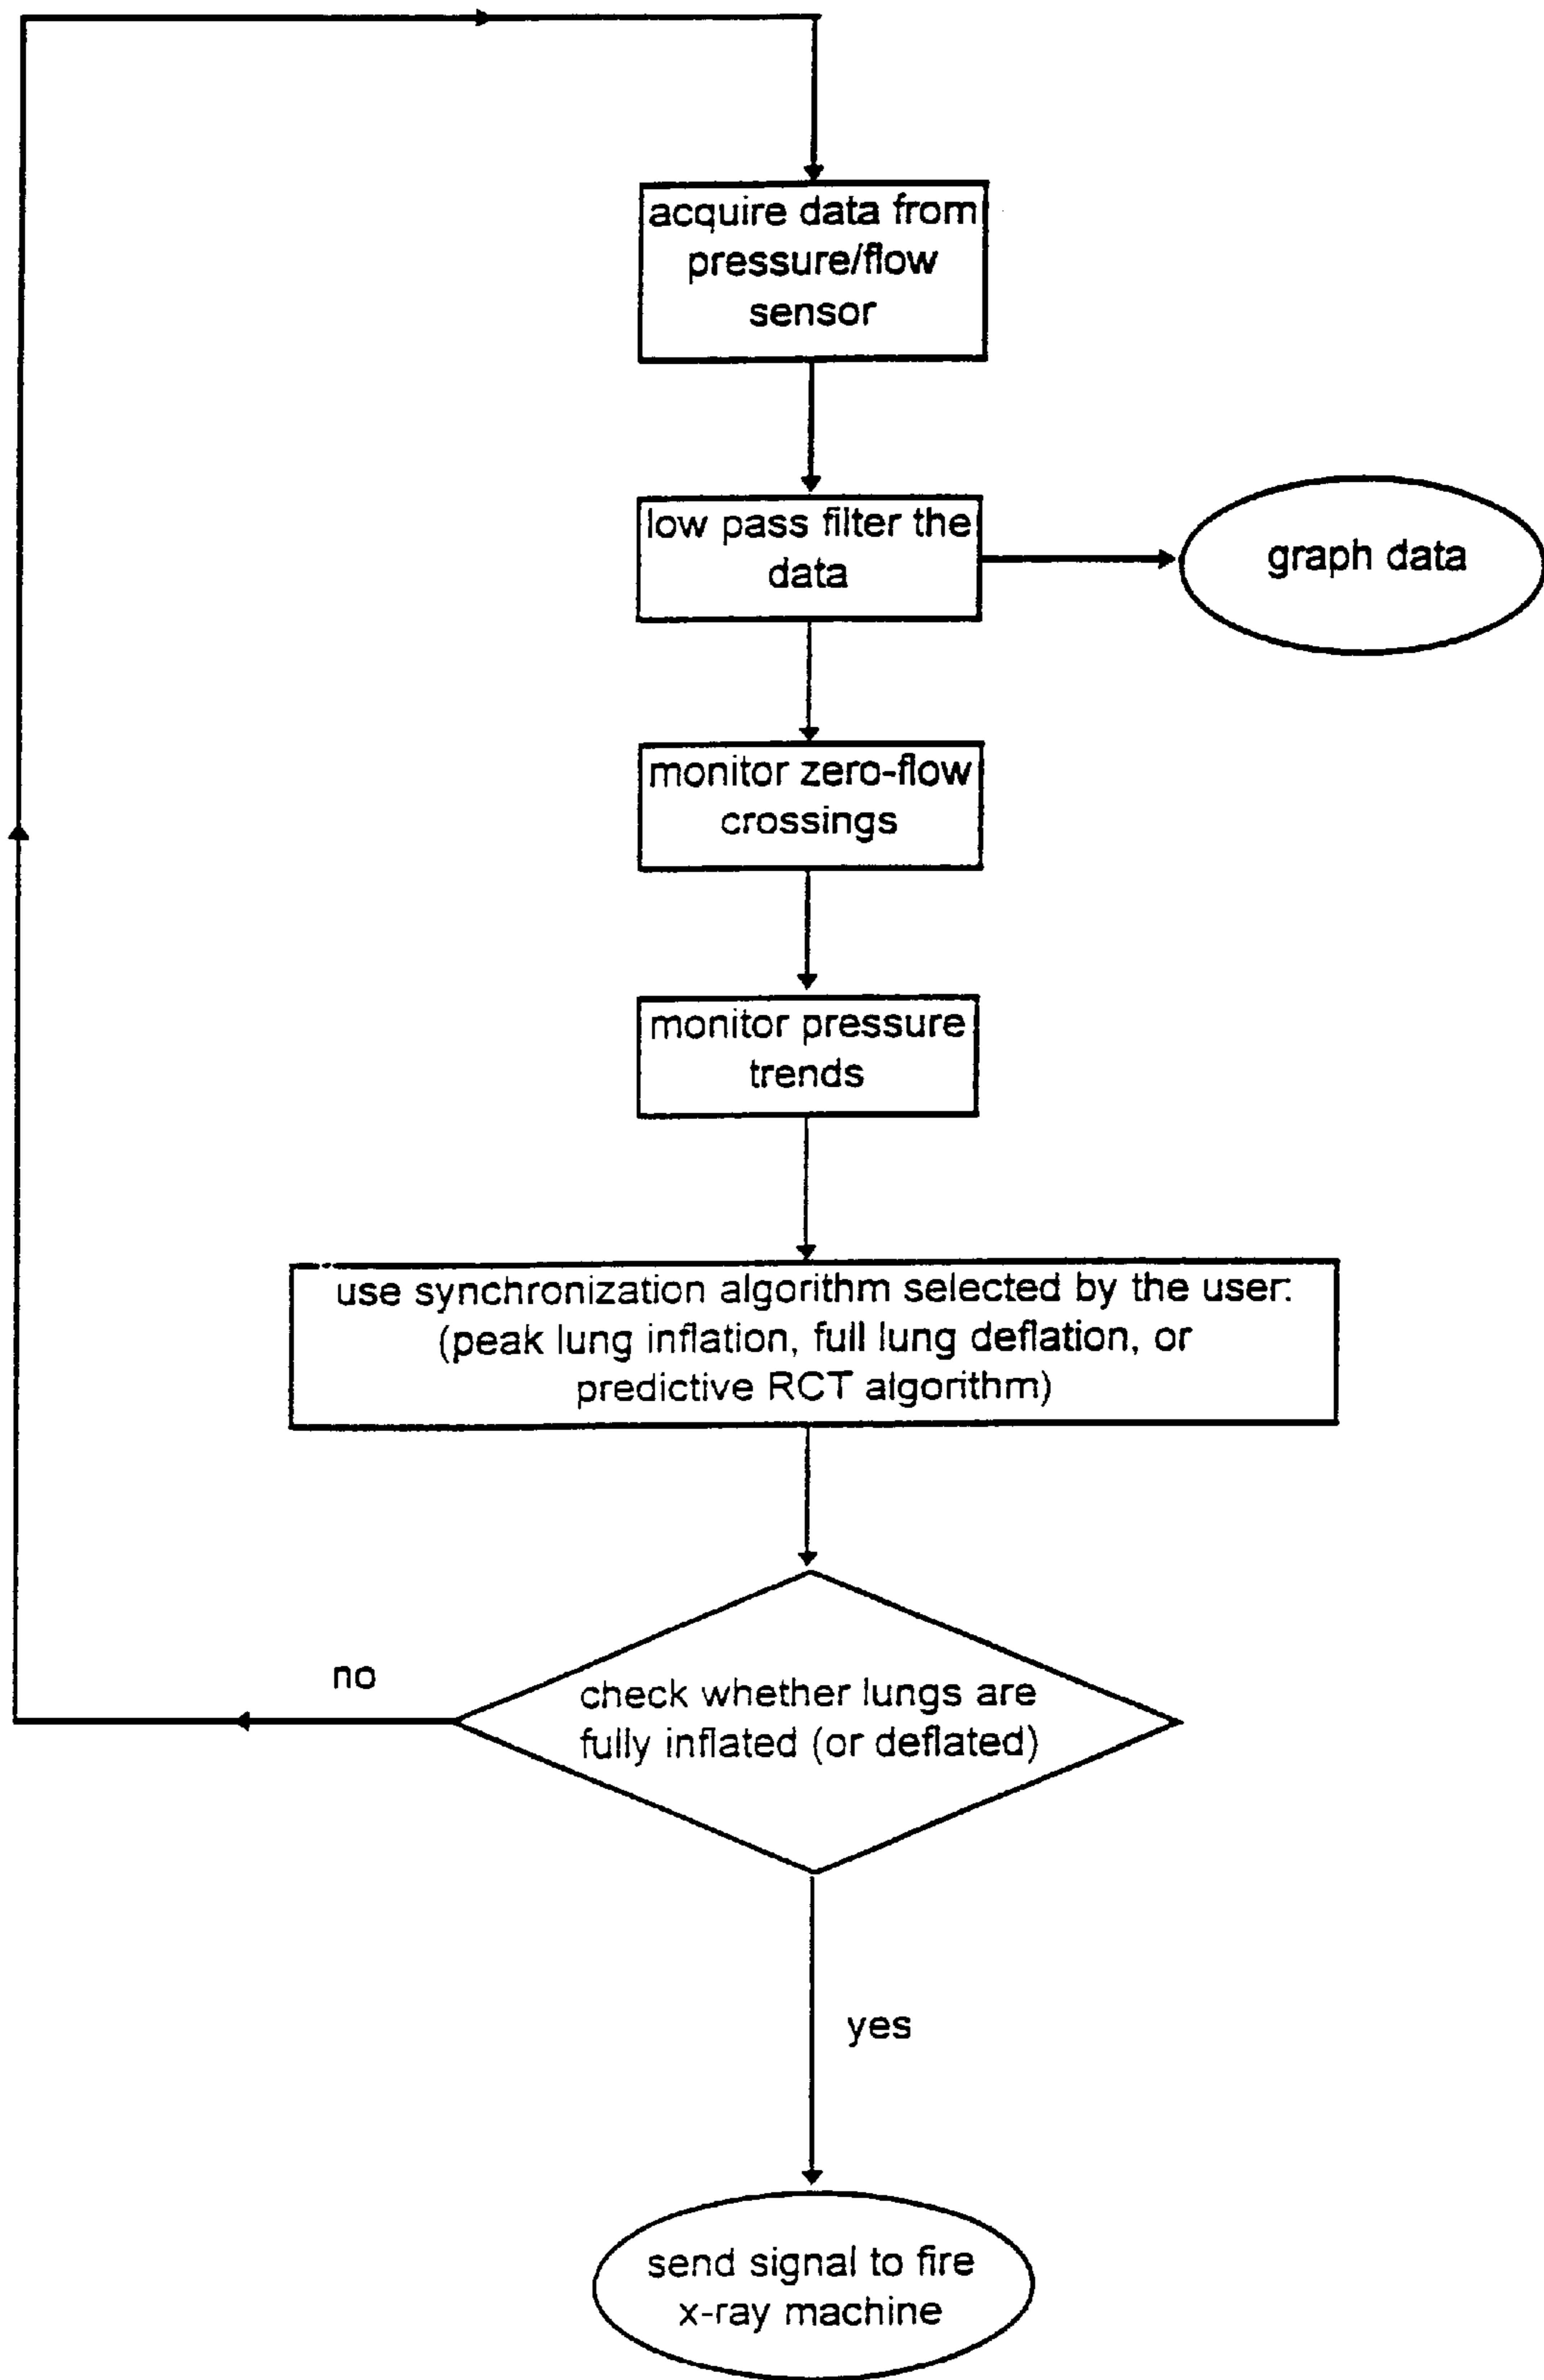 acquire data from
pressure/flow
sensor
low pass filter the
data
graph data
monitor zero-flow
crossings
monitor pressure
trends
use synchronization algorithm selected by the user:
(peak lung inflation, full lung deflation, or
predictive RCT algorithm)
no
check whether lungs are
fully inflated (or deflated)
yes
send signal to fire
x-ray machine